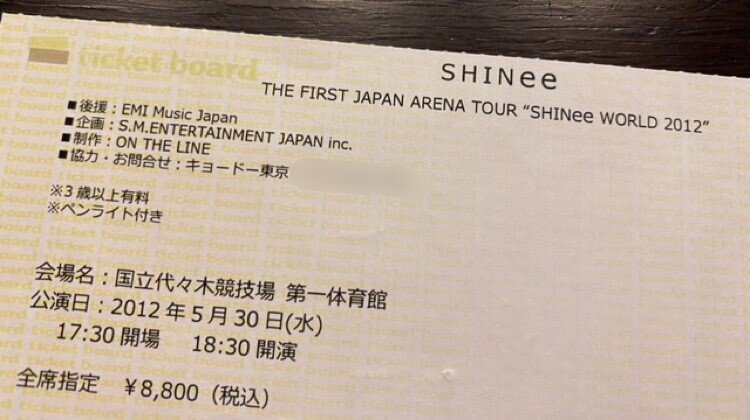 ticket board
SHINee
THE FIRST JAPAN ARENA TOUR “SHINee WORLD 2012”
■後援：EMI Music Japan
■企画：S.M.ENTERTAINMENT JAPAN inc.
■制作：ON THE LINE
■協力・お問合せ：キョードー東京
※3歳以上有料
※ペンライト付き
会場名：国立代々木競技場 第一体育館
公演日：2012年5月30日(水)
17:30開場 18:30開演
全席指定 ￥8,800（税込）